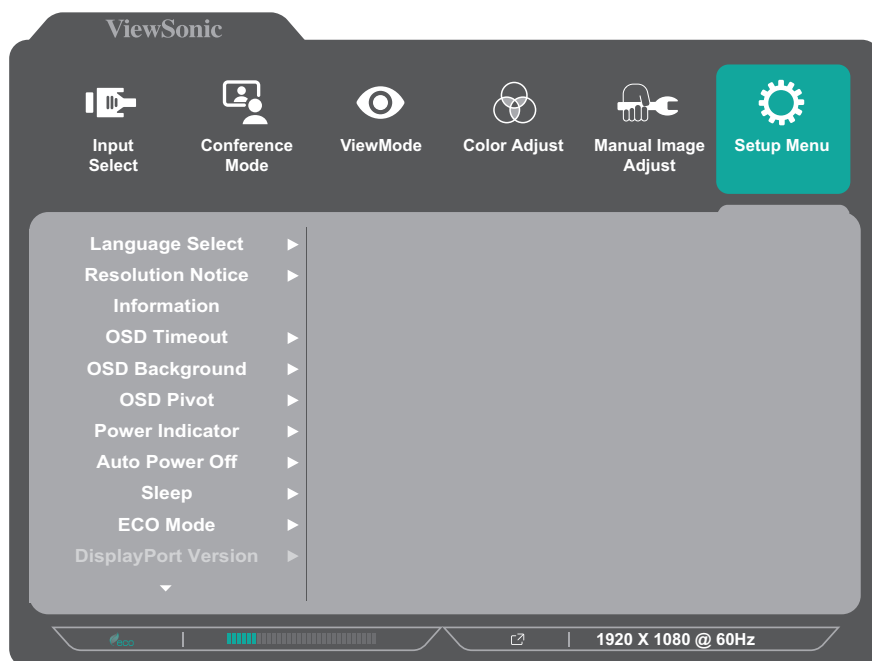 ViewSonic
Input
Select
Conference
Mode
ViewMode
Color Adjust
Manual Image
Adjust
Setup Menu
Language Select
Resolution Notice
Information
OSD Timeout
OSD Background
OSD Pivot
Power Indicator
Auto Power Off
Sleep
ECO Mode
DisplayPort Version
eco
1920 X 1080 @ 60Hz